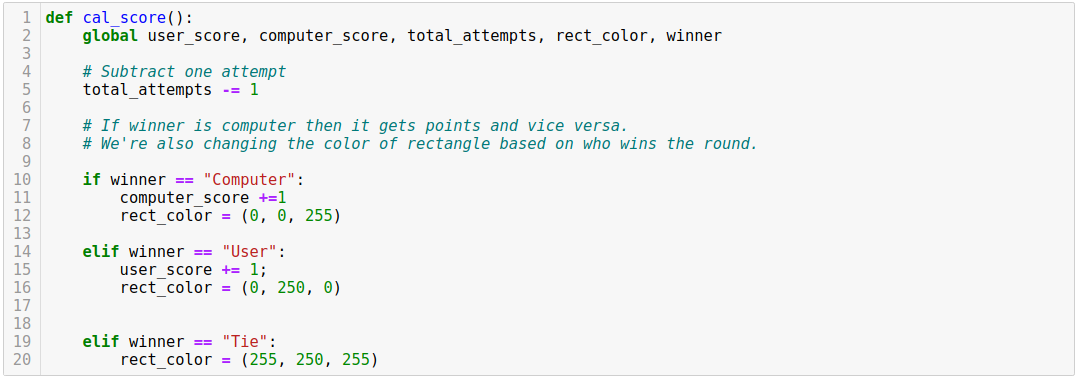 1 def cal_score():
2     global user_score, computer_score, total_attempts, rect_color, winner
3
4     # Subtract one attempt
5     total_attempts -= 1
6
7     # If winner is computer then it gets points and vice versa.
8     # We're also changing the color of rectangle based on who wins the round.
9
10     if winner == "Computer":
11         computer_score +=1
12         rect_color = (0, 0, 255)
13
14     elif winner == "User":
15         user_score += 1;
16         rect_color = (0, 250, 0)
17
18
19     elif winner == "Tie":
20         rect_color = (255, 250, 255)